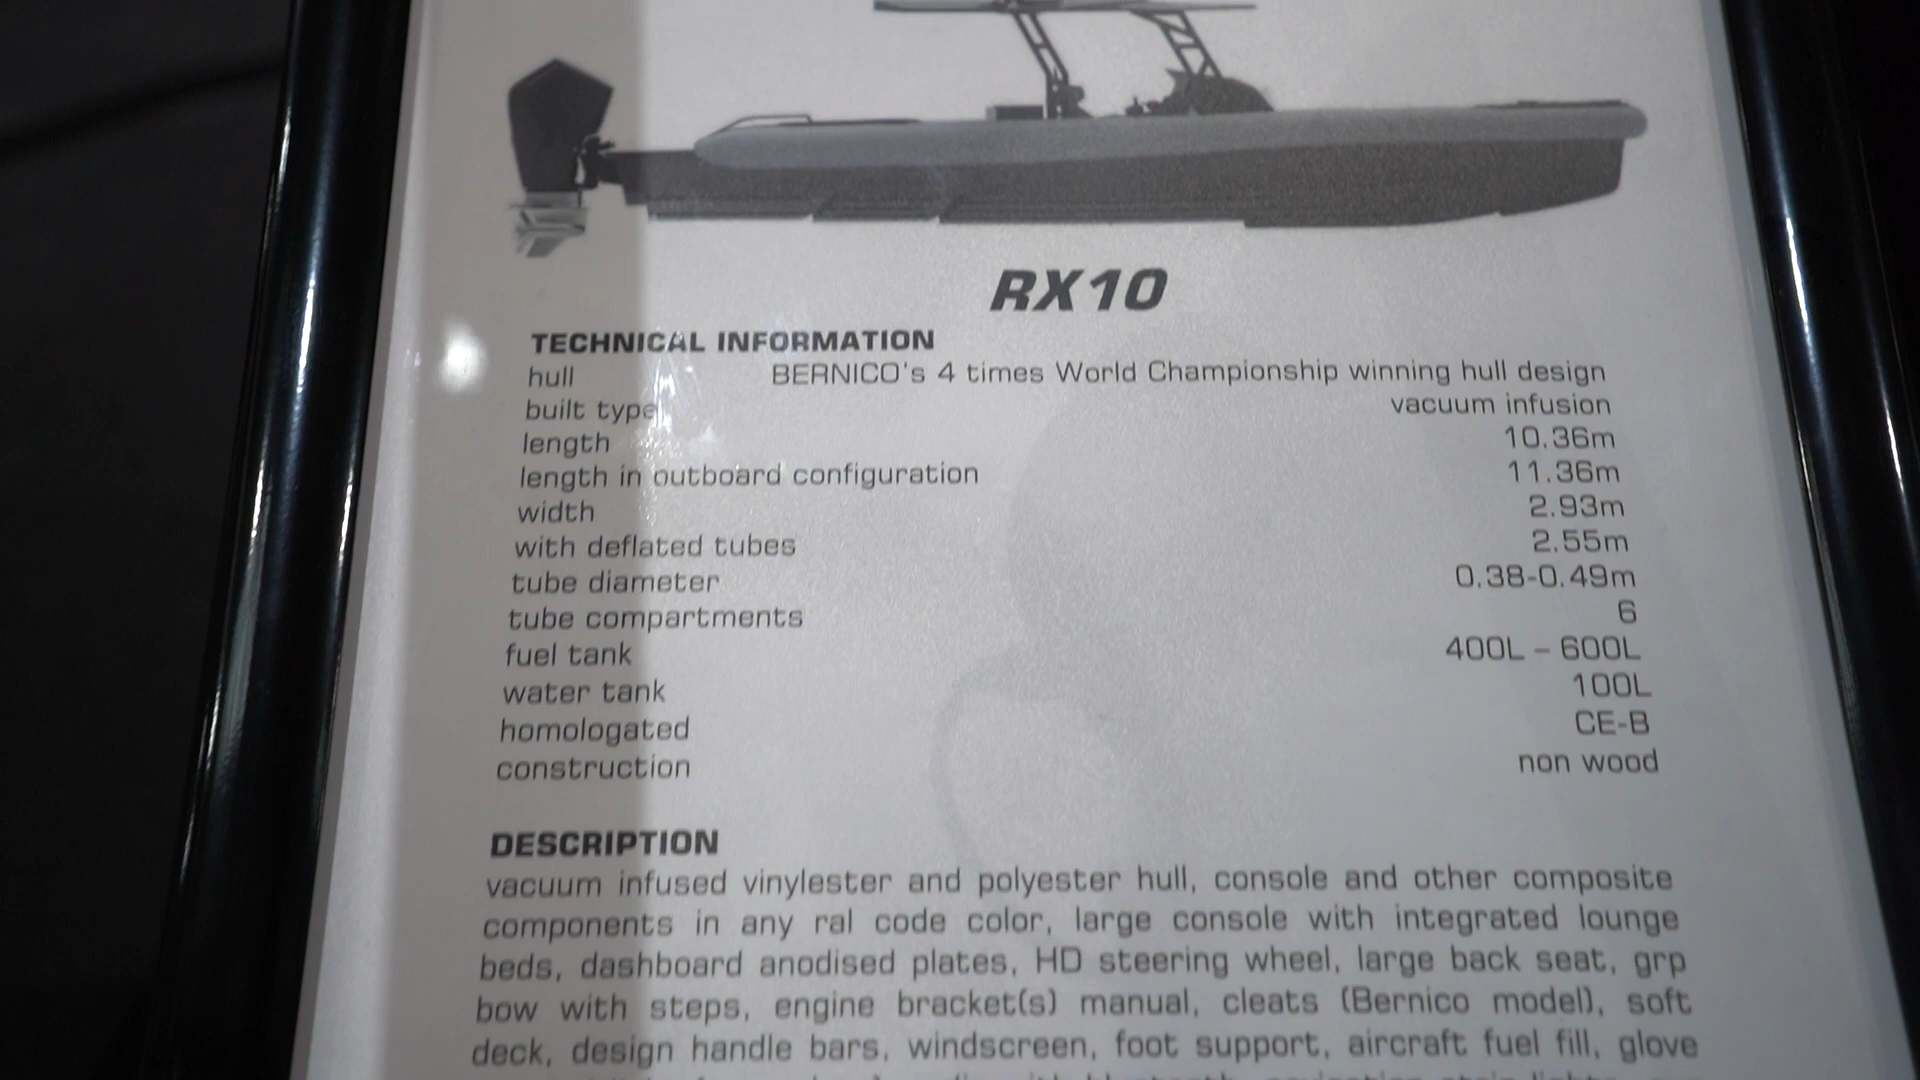 RX10
TECHNICAL INFORMATION
hull BERNICO's 4 times World Championship winning hull design
built type vacuum infusion
length 10.36m
length in outboard configuration 11.36m
width 2.93m
with deflated tubes 2.55m
tube diameter 0.38-0.49m
tube compartments 6
fuel tank 400L – 600L
water tank 100L
homologated CE-B
construction non wood
DESCRIPTION
vacuum infused vinylester and polyester hull, console and other composite
components in any ral code color, large console with integrated lounge
beds, dashboard anodised plates, HD steering wheel, large back seat, grp
bow with steps, engine bracket(s) manual, cleats (Bernico model), soft
deck, design handle bars, windscreen, foot support, aircraft fuel fill, glove